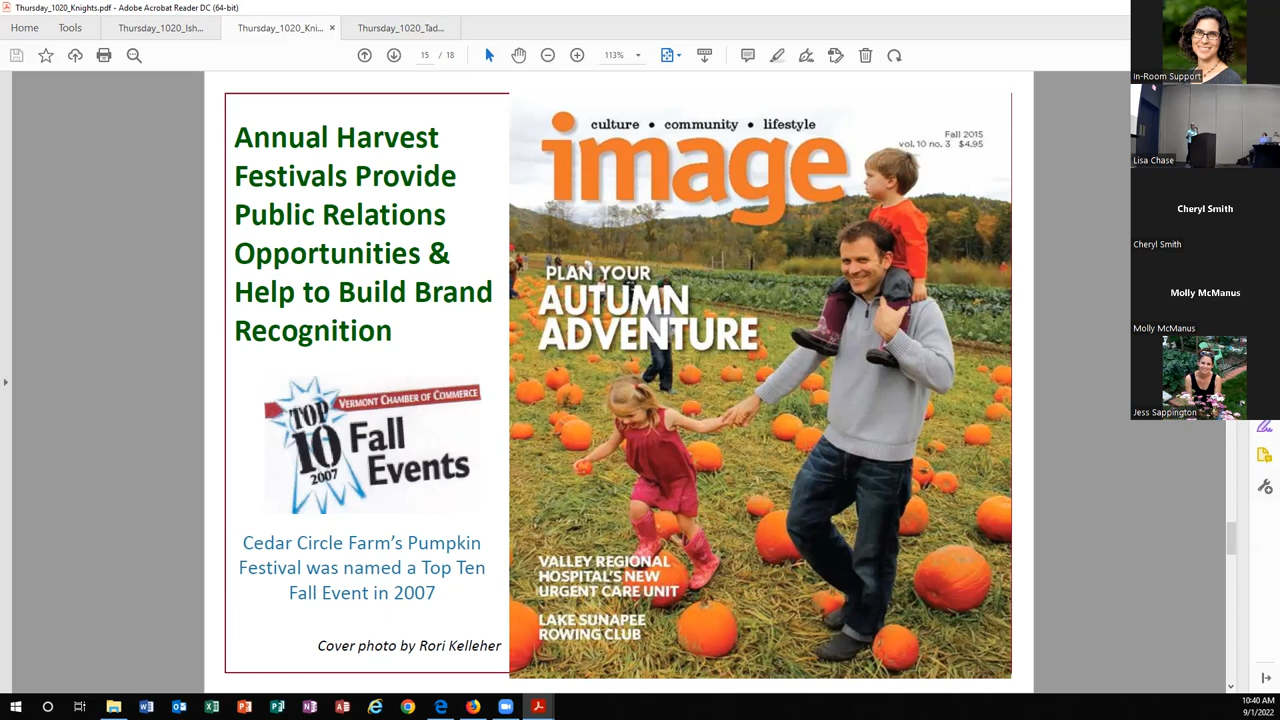 Thursday_1020_Knights.pdf - Adobe Acrobat Reader DC (64-bit)
Home
Tools
Thursday_1020_Ish...
Thursday_1020_Kni... ×
Thursday_1020_Tad...
15 / 18
113%
Annual Harvest
Festivals Provide
Public Relations
Opportunities &
Help to Build Brand
Recognition
VERMONT CHAMBER OF COMMERCE
TOP
10
2007
Fall
Events
Cedar Circle Farm's Pumpkin
Festival was named a Top Ten
Fall Event in 2007
Cover photo by Rori Kelleher
culture • community • lifestyle
image
Fall 2015
vol. 10 no. 3 $4.95
PLAN YOUR
AUTUMN
ADVENTURE
VALLEY REGIONAL
HOSPITAL'S NEW
URGENT CARE UNIT
LAKE SUNAPEE
ROWING CLUB
In-Room Support
Lisa Chase
Cheryl Smith
Cheryl Smith
Molly McManus
Molly McManus
Jess Sappington
10:40 AM
9/1/2022